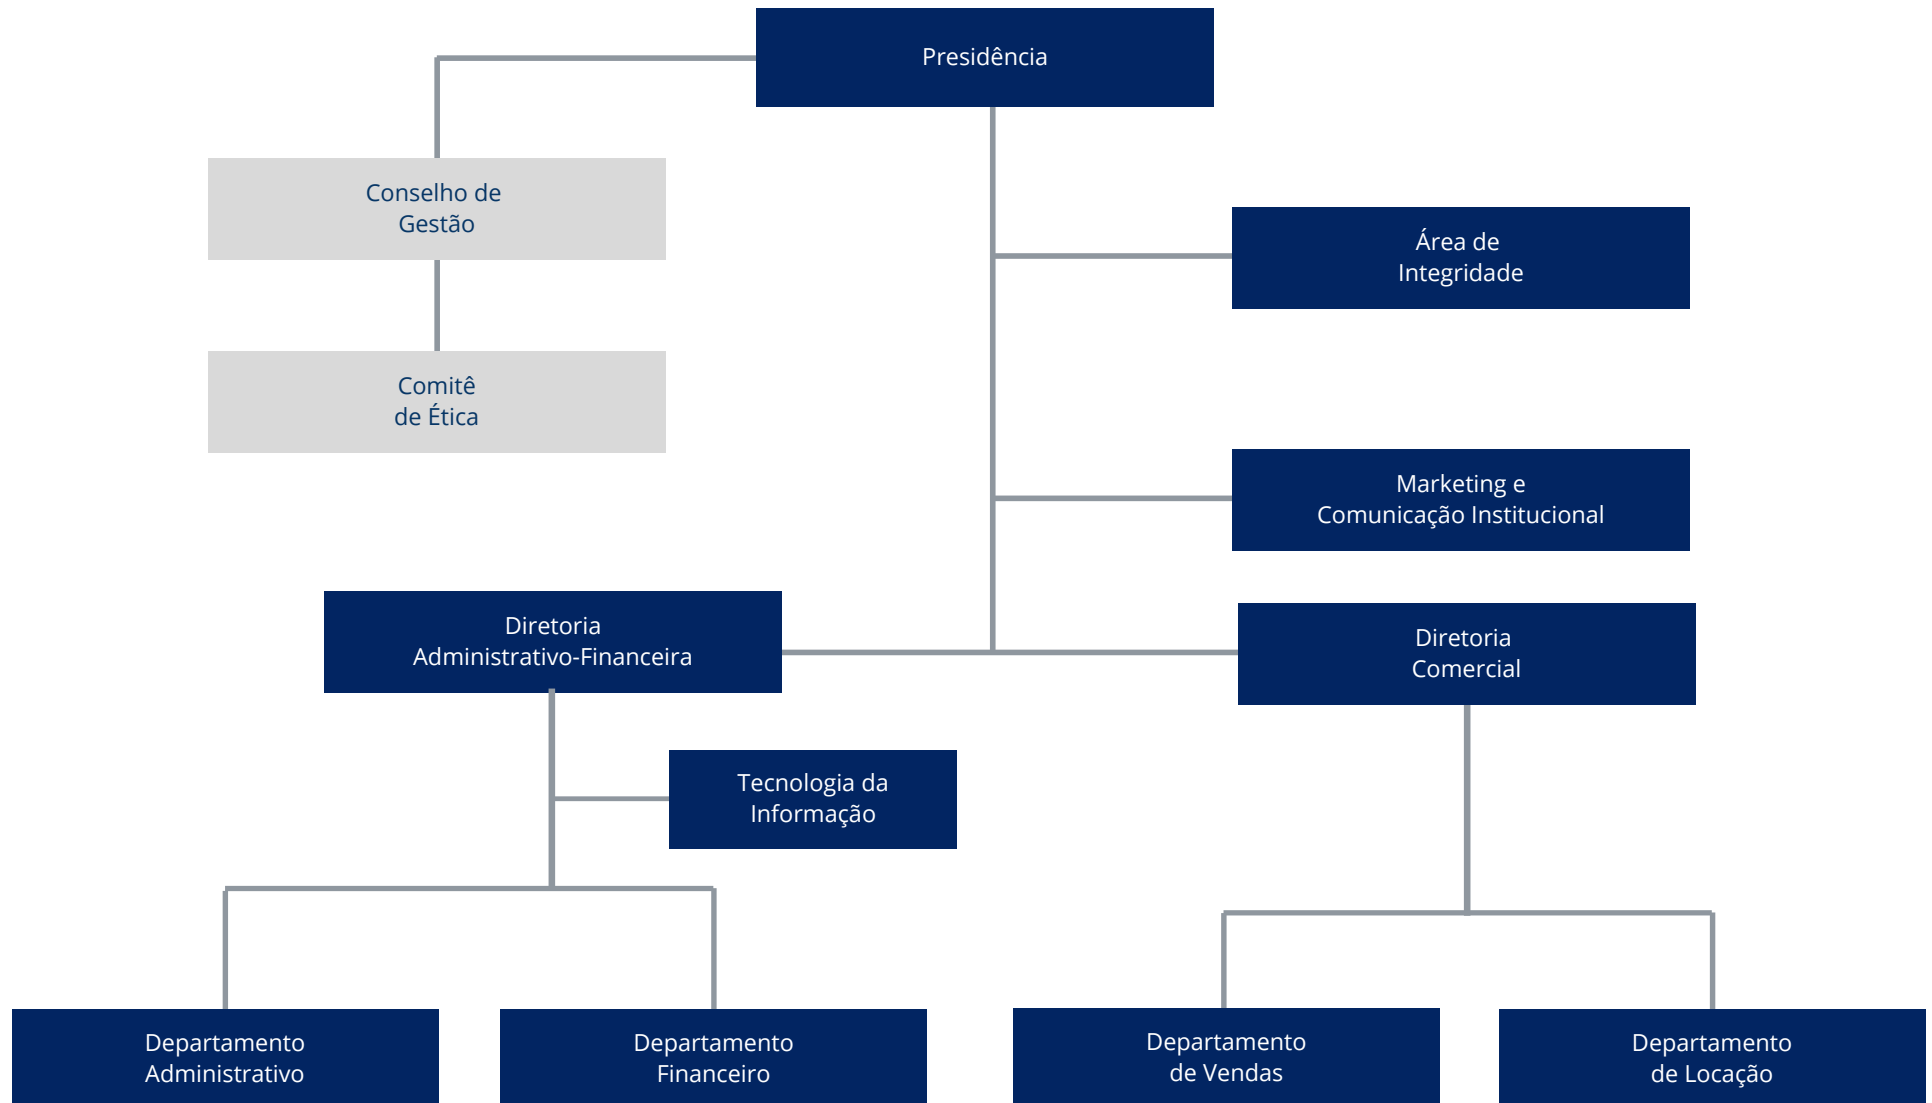 Presidência
Conselho de
Gestão
Área de
Integridade
Comitê
de Ética
Marketing e
Comunicação Institucional
Diretoria
Administrativo-Financeira
Diretoria
Comercial
Tecnologia da
Informação
Departamento
Administrativo
Departamento
Financeiro
Departamento
de Vendas
Departamento
de Locação